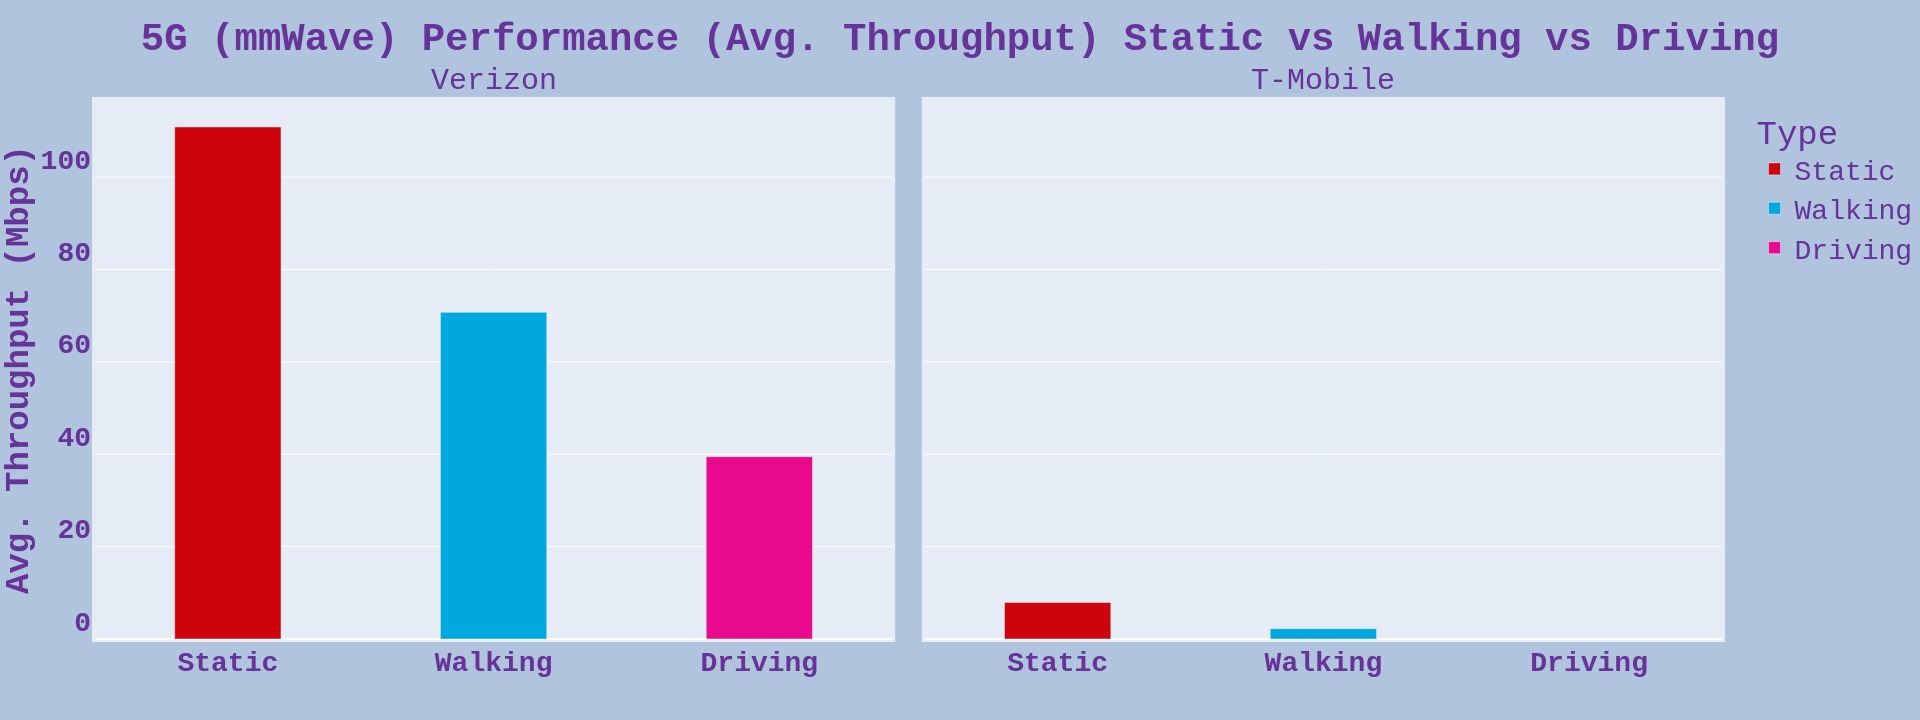 5G (mmWave) Performance (Avg. Throughput) Static vs Walking vs Driving
Verizon
T-Mobile
Avg. Throughput (Mbps)
100
80
60
40
20
0
Static
Walking
Driving
Static
Walking
Driving
Type
Static
Walking
Driving